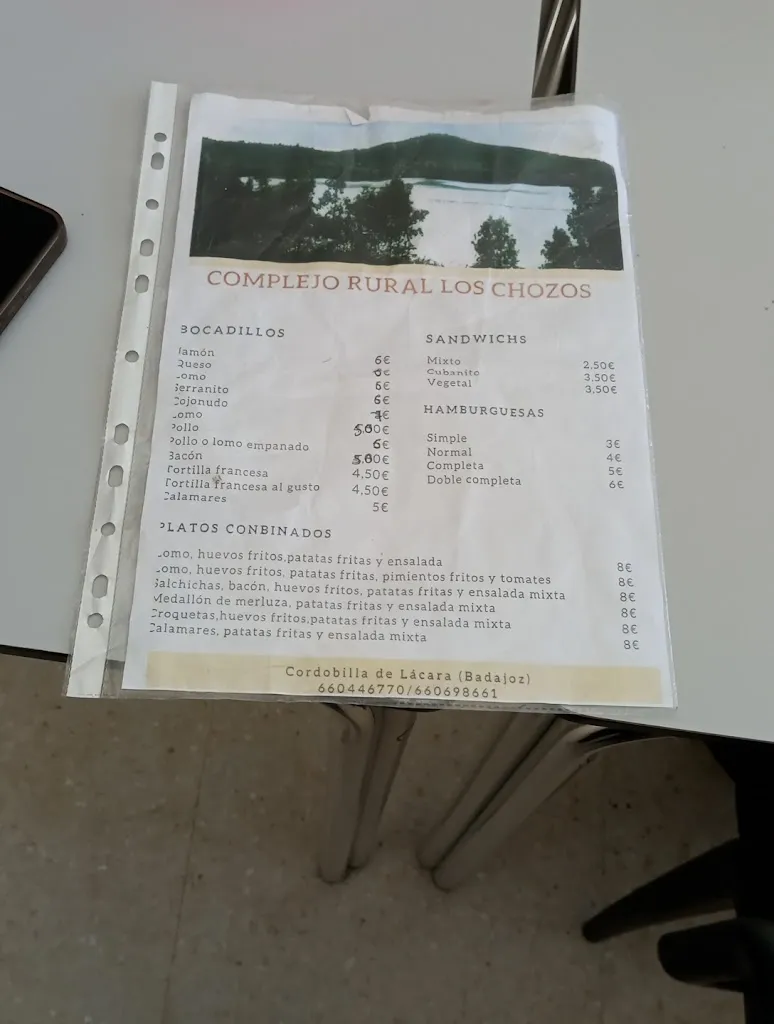 COMPLEJO RURAL LOS CHOZOS
BOCADILLOS
Jamón
Queso
Lomo
Serranito
Cojonudo
Lomo
Pollo
Pollo o lomo empanado
Bacón
Tortilla francesa
Tortilla francesa al gusto
Calamares
6€
6€
6€
6€
7€
5,00€
6€
5.00€
4,50€
4,50€
5€
SANDWICHS
Mixto 2,50€
Cubanito 3.50€
Vegetal 3,50€
HAMBURGUESAS
Simple 3€
Normal 4€
Completa 5€
Doble completa 6€
PLATOS CONBINADOS
Lomo, huevos fritos,patatas fritas y ensalada 8€
Lomo, huevos fritos, patatas fritas, pimientos fritos y tomates 8€
Salchichas, bacón, huevos fritos, patatas fritas y ensalada mixta 8€
Medallón de merluza, patatas fritas y ensalada mixta 8€
Croquetas,huevos fritos,patatas fritas y ensalada mixta 8€
Calamares, patatas fritas y ensalada mixta 8€
Cordobilla de Lácara (Badajoz)
660446770/660698661